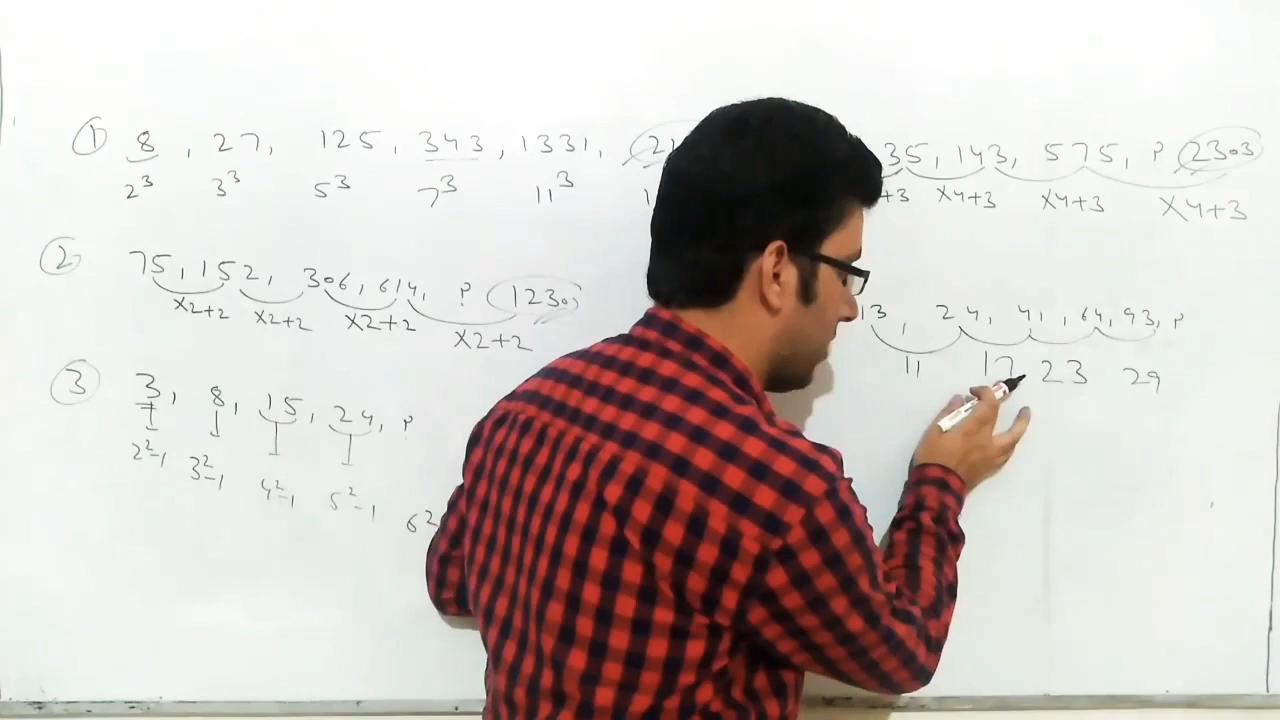 ① 8, 27, 125, 343, 1331,
2³ 3³ 5³ 7³ 11³
② 75, 152, 306, 614, ? 1230
×2+2 ×2+2 ×2+2 ×2+2
③ 3, 8, 15, 24, ?
2²-1 3²-1 4²-1 5²-1 6²
35, 143, 575, ? 2303
+3 ×4+3 ×4+3 ×4+3
13, 24, 41, 64, 93, ?
11 17 23 29